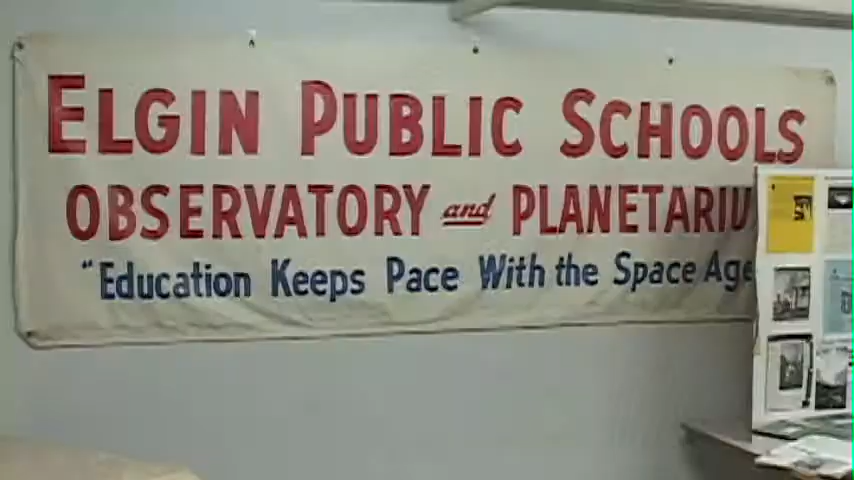 ELGIN PUBLIC SCHOOLS
OBSERVATORY and PLANETARIU
"Education Keeps Pace With the Space Age